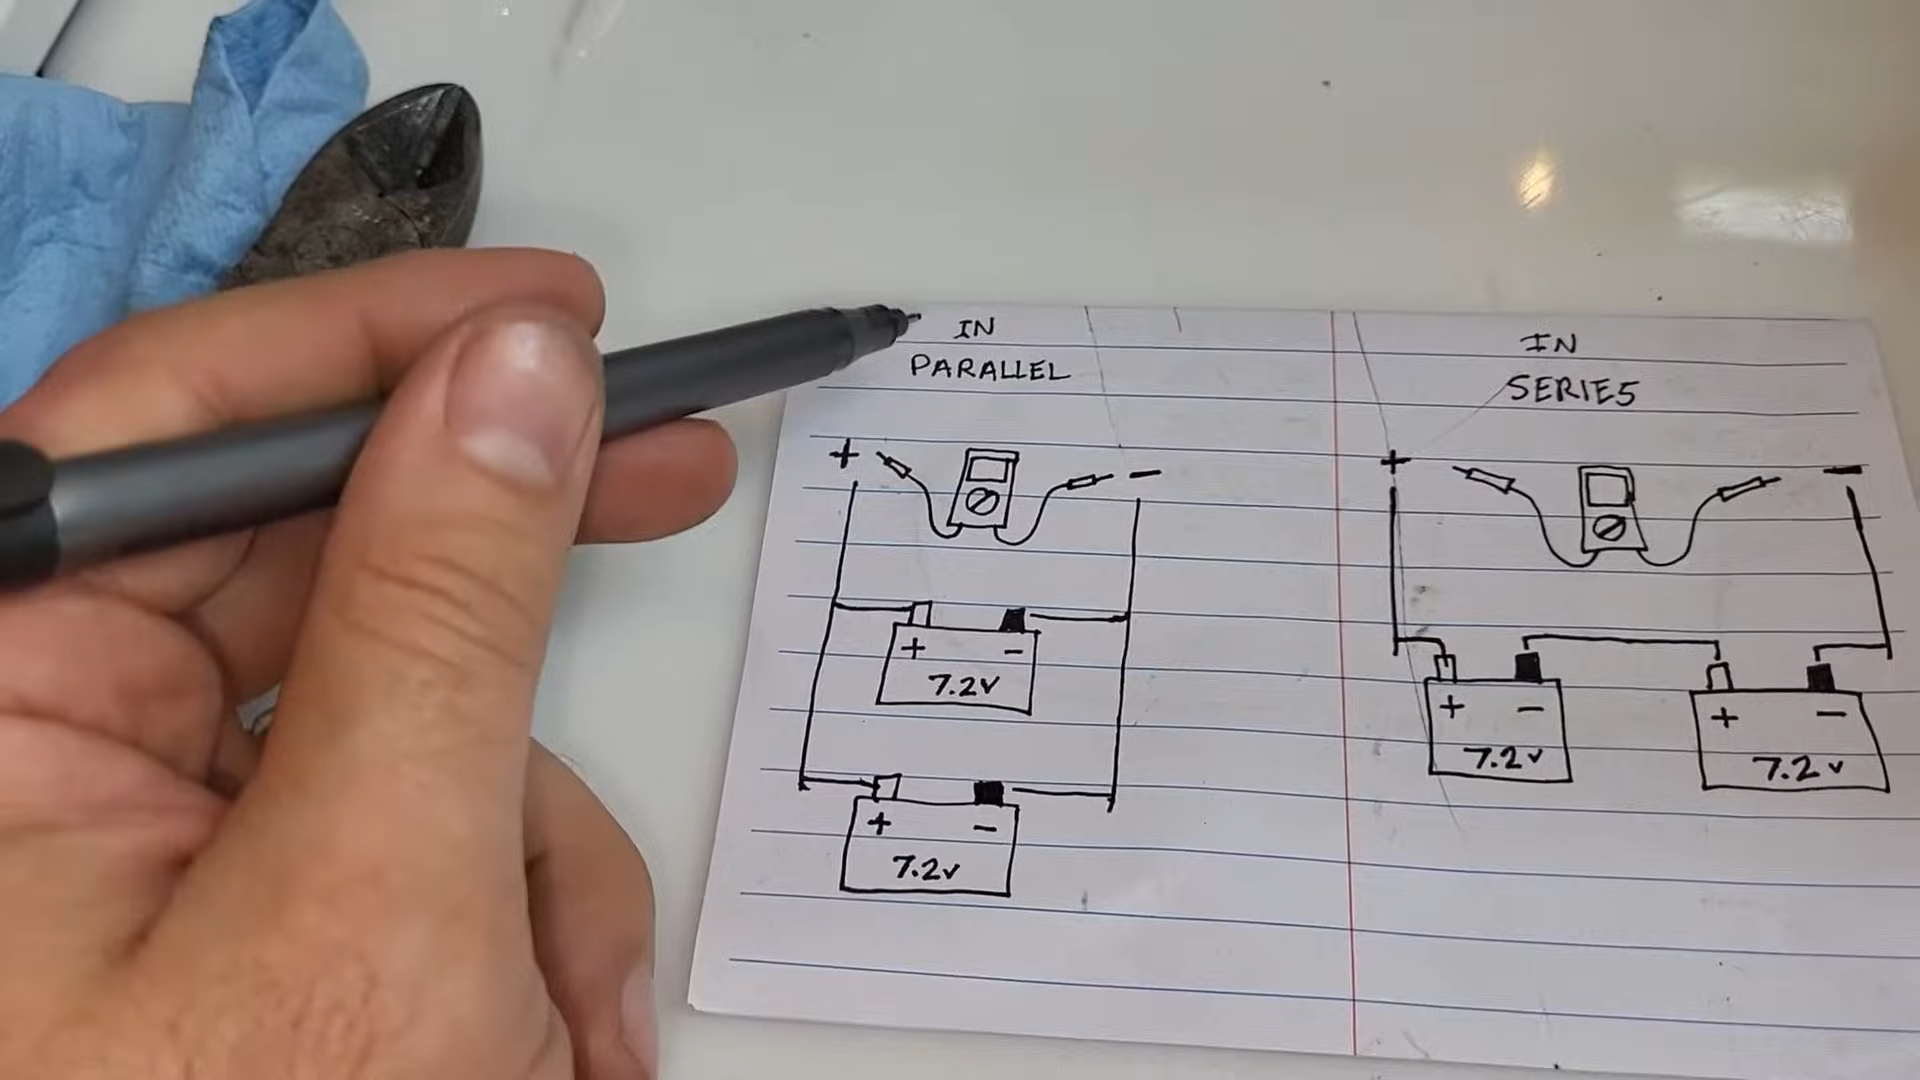 IN
PARALLEL
+ -
+ -
7.2v
+ -
7.2v
IN
SERIES
+ -
+ -
7.2v
+ -
7.2v